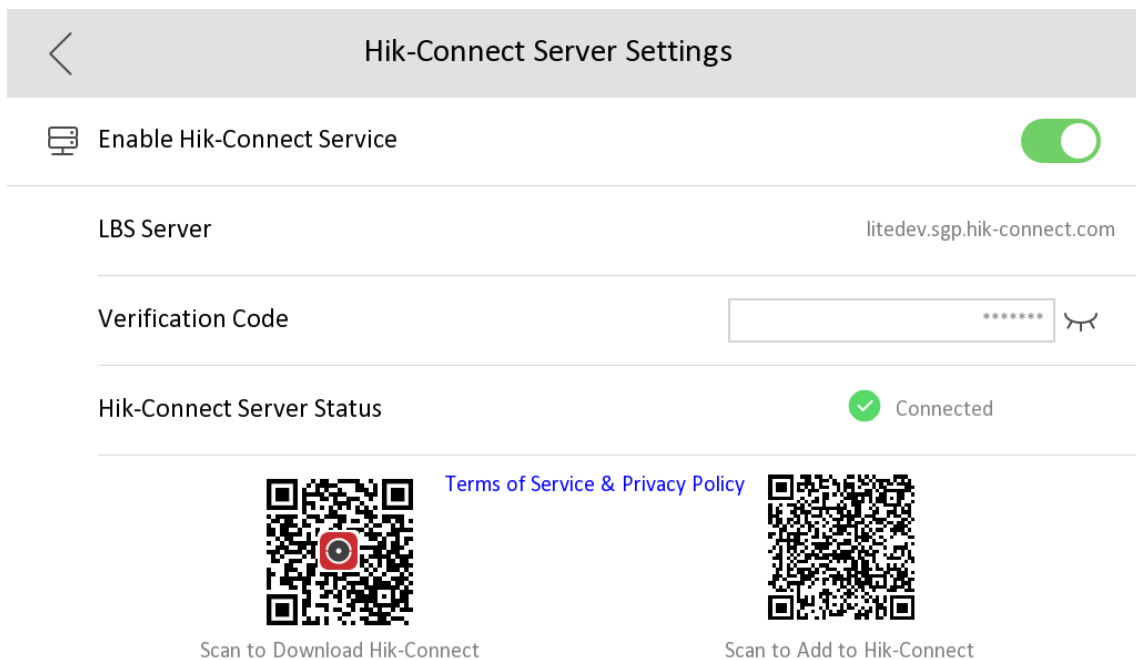 Hik-Connect Server Settings
Enable Hik-Connect Service
LBS Server litedev.sgp.hik-connect.com
Verification Code *******
Hik-Connect Server Status Connected
Terms of Service & Privacy Policy
Scan to Download Hik-Connect Scan to Add to Hik-Connect